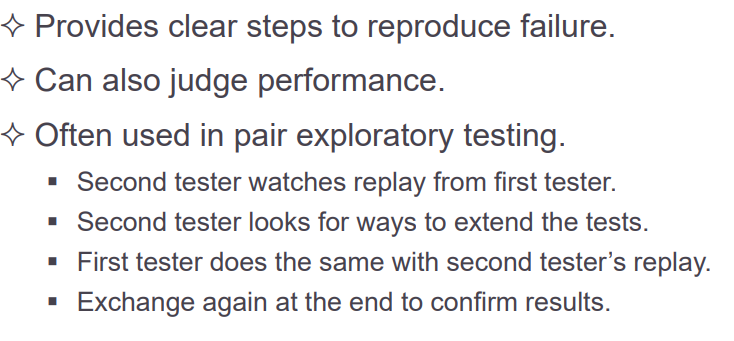 ✧ Provides clear steps to reproduce failure.
✧ Can also judge performance.
✧ Often used in pair exploratory testing.
▪ Second tester watches replay from first tester.
▪ Second tester looks for ways to extend the tests.
▪ First tester does the same with second tester’s replay.
▪ Exchange again at the end to confirm results.